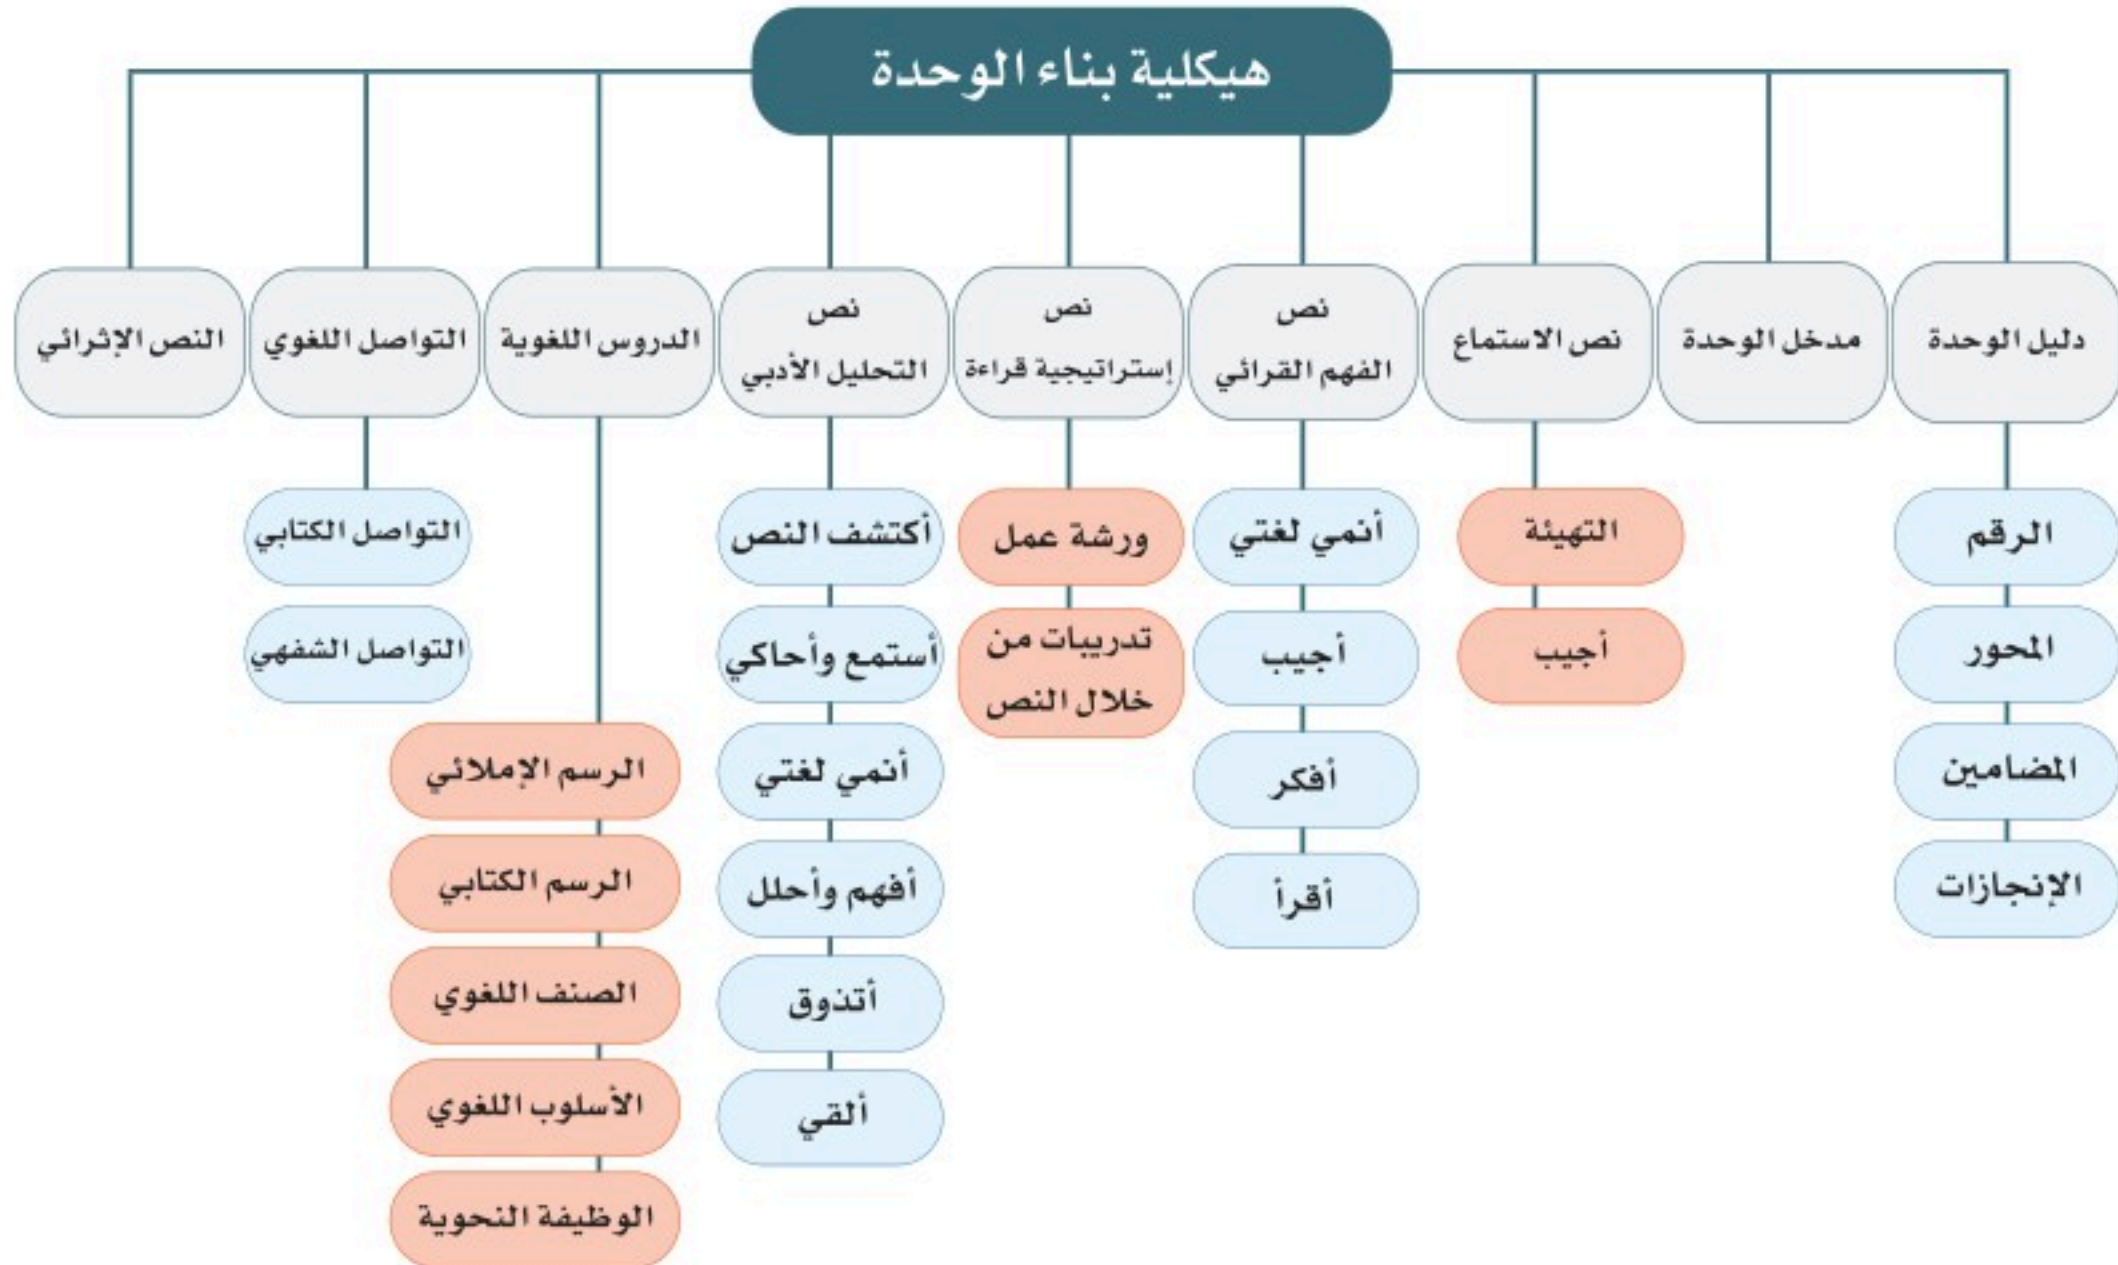 هيكلية بناء الوحدة
دليل الوحدة
الرقم
المحور
المضامين
الإنجازات
مدخل الوحدة
نص الاستماع
التهيئة
أجيب
نص
الفهم القرائي
أنمي لغتي
أجيب
أفكر
أقرأ
نص
إستراتيجية قراءة
ورشة عمل
تدريبات من
خلال النص
نص
التحليل الأدبي
أكتشف النص
أستمع وأحاكي
أنمي لغتي
أفهم وأحلل
أتذوق
ألقي
الدروس اللغوية
الرسم الإملائي
الرسم الكتابي
الصنف اللغوي
الأسلوب اللغوي
الوظيفة النحوية
التواصل اللغوي
التواصل الكتابي
التواصل الشفهي
النص الإثرائي